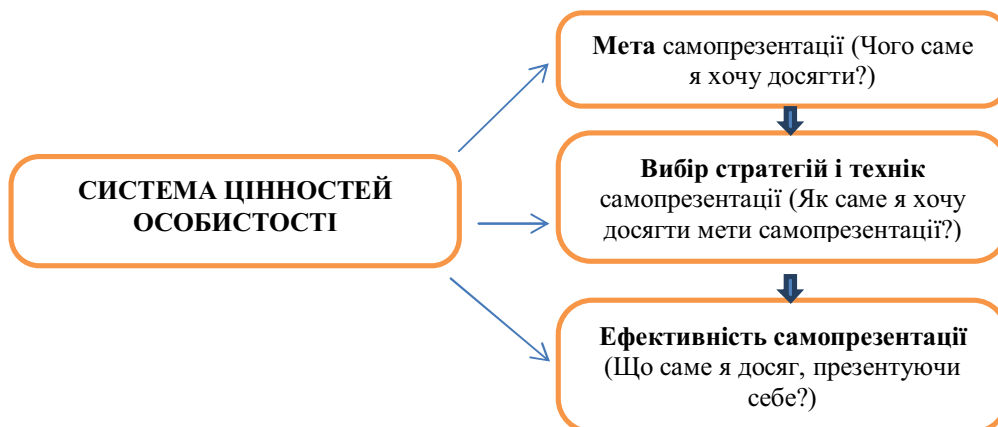 СИСТЕМА ЦІННОСТЕЙ
ОСОБИСТОСТІ
Мета самопрезентації (Чого саме
я хочу досягти?)
Вибір стратегій і технік
самопрезентації (Як саме я хочу
досягти мети самопрезентації?)
Ефективність самопрезентації
(Що саме я досяг, презентуючи
себе?)